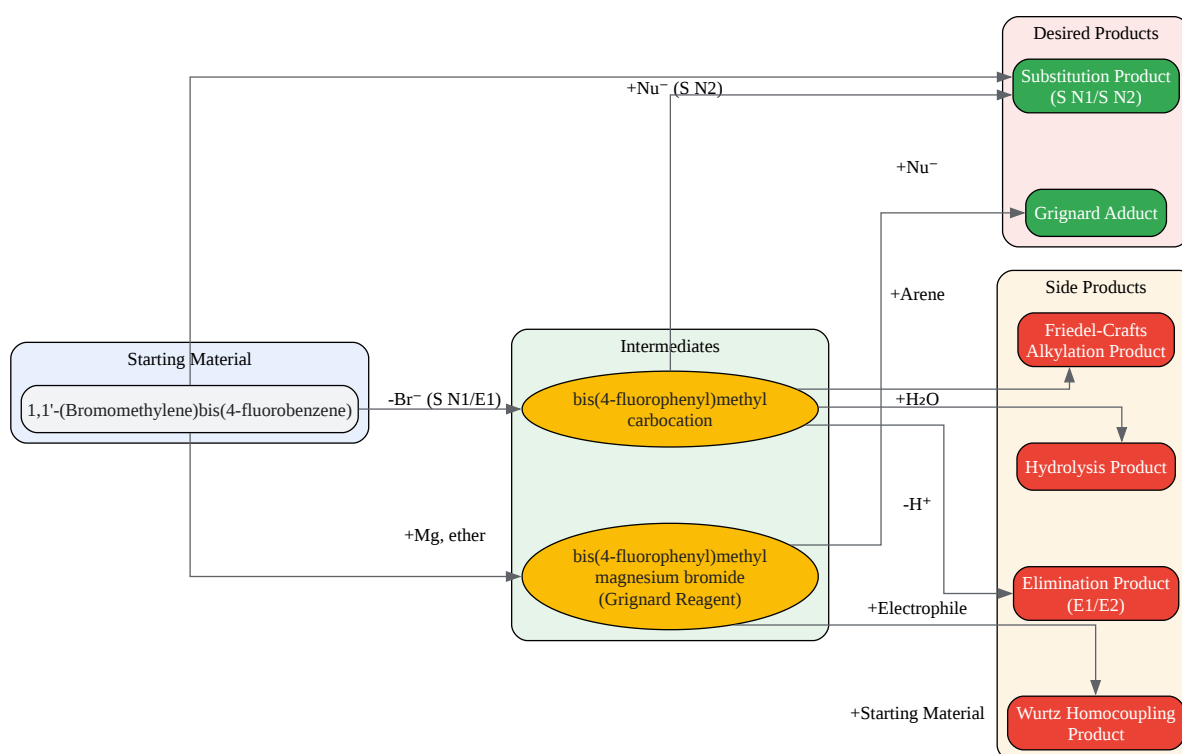 Desired Products
Substitution Product
(S N1/S N2)
+Nu⁻ (S N2)
+Nu⁻
Grignard Adduct
Side Products
+Arene
Friedel-Crafts
Alkylation Product
Starting Material
1,1'-(Bromomethylene)bis(4-fluorobenzene)
-Br⁻ (S N1/E1)
Intermediates
bis(4-fluorophenyl)methyl
carbocation
+H₂O
Hydrolysis Product
-H⁺
+Mg, ether
bis(4-fluorophenyl)methyl
magnesium bromide
(Grignard Reagent)
Elimination Product
(E1/E2)
+Electrophile
+Starting Material
Wurtz Homocoupling
Product